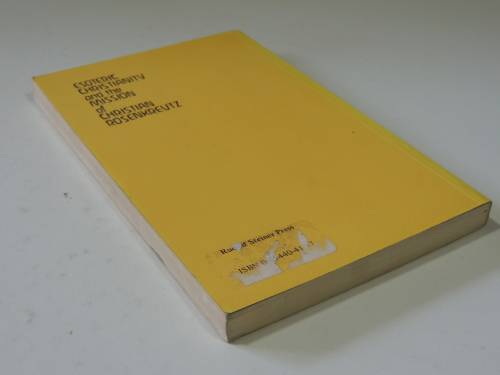 ESOTERIC
CHRISTIANITY
and the
MISSION
of
CHRISTIAN
ROSENKREUTZ
Steiner Press
ISBN